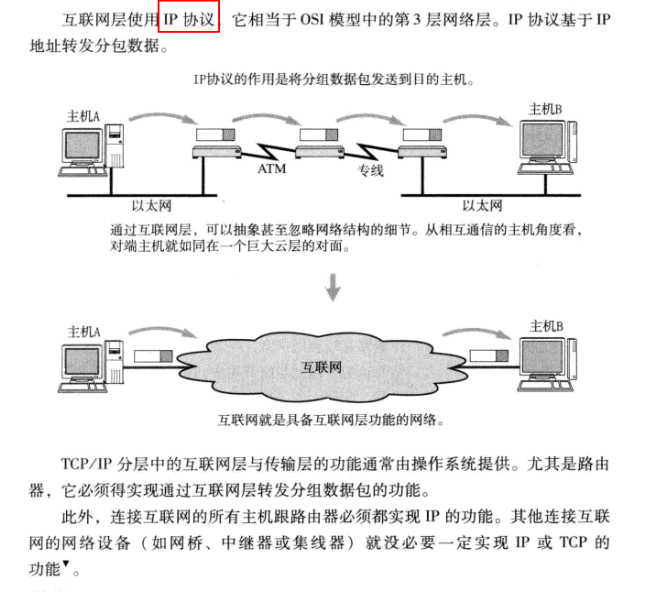 互联网层使用 IP 协议，它相当于 OSI 模型中的第 3 层网络层。IP 协议基于 IP
地址转发分包数据。
IP协议的作用是将分组数据包发送到目的主机。
主机A
主机B
ATM
专线
以太网
以太网
通过互联网层，可以抽象甚至忽略网络结构的细节。从相互通信的主机角度看，
对端主机就如同在一个巨大云层的对面。
主机A
主机B
互联网
互联网就是具备互联网层功能的网络。
TCP/IP 分层中的互联网层与传输层的功能通常由操作系统提供。尤其是路由
器，它必须得实现通过互联网层转发分组数据包的功能。
此外，连接互联网的所有主机跟路由器必须都实现 IP 的功能。其他连接互联
网的网络设备（如网桥、中继器或集线器）就没必要一定实现 IP 或 TCP 的
功能▼。